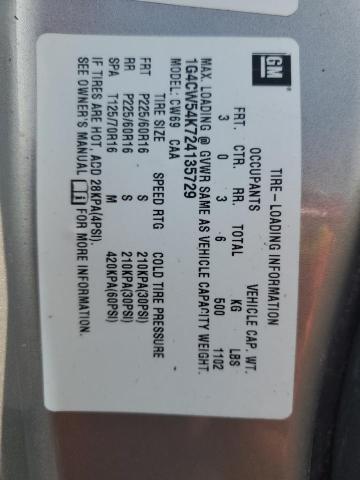 GM
TIRE-LOADING INFORMATION
OCCUPANTS VEHICLE CAP. WT.
FRT. CTR. RR. TOTAL KG LBS
3 0 3 6 500 1102
MAX. LOADING @ GVWR SAME AS VEHICLE CAPACITY WEIGHT.
1G4CW54K724135729
MODEL: CW69 CAA
TIRE SIZE SPEED RTG COLD TIRE PRESSURE
FRT P225/60R16 S 210KPA(30PSI)
RR P225/60R16 S 210KPA(30PSI)
SPA T125/70R16 M 420KPA(60PSI)
IF TIRES ARE HOT, ADD 28KPA(4PSI).
SEE OWNER'S MANUAL i FOR MORE INFORMATION.